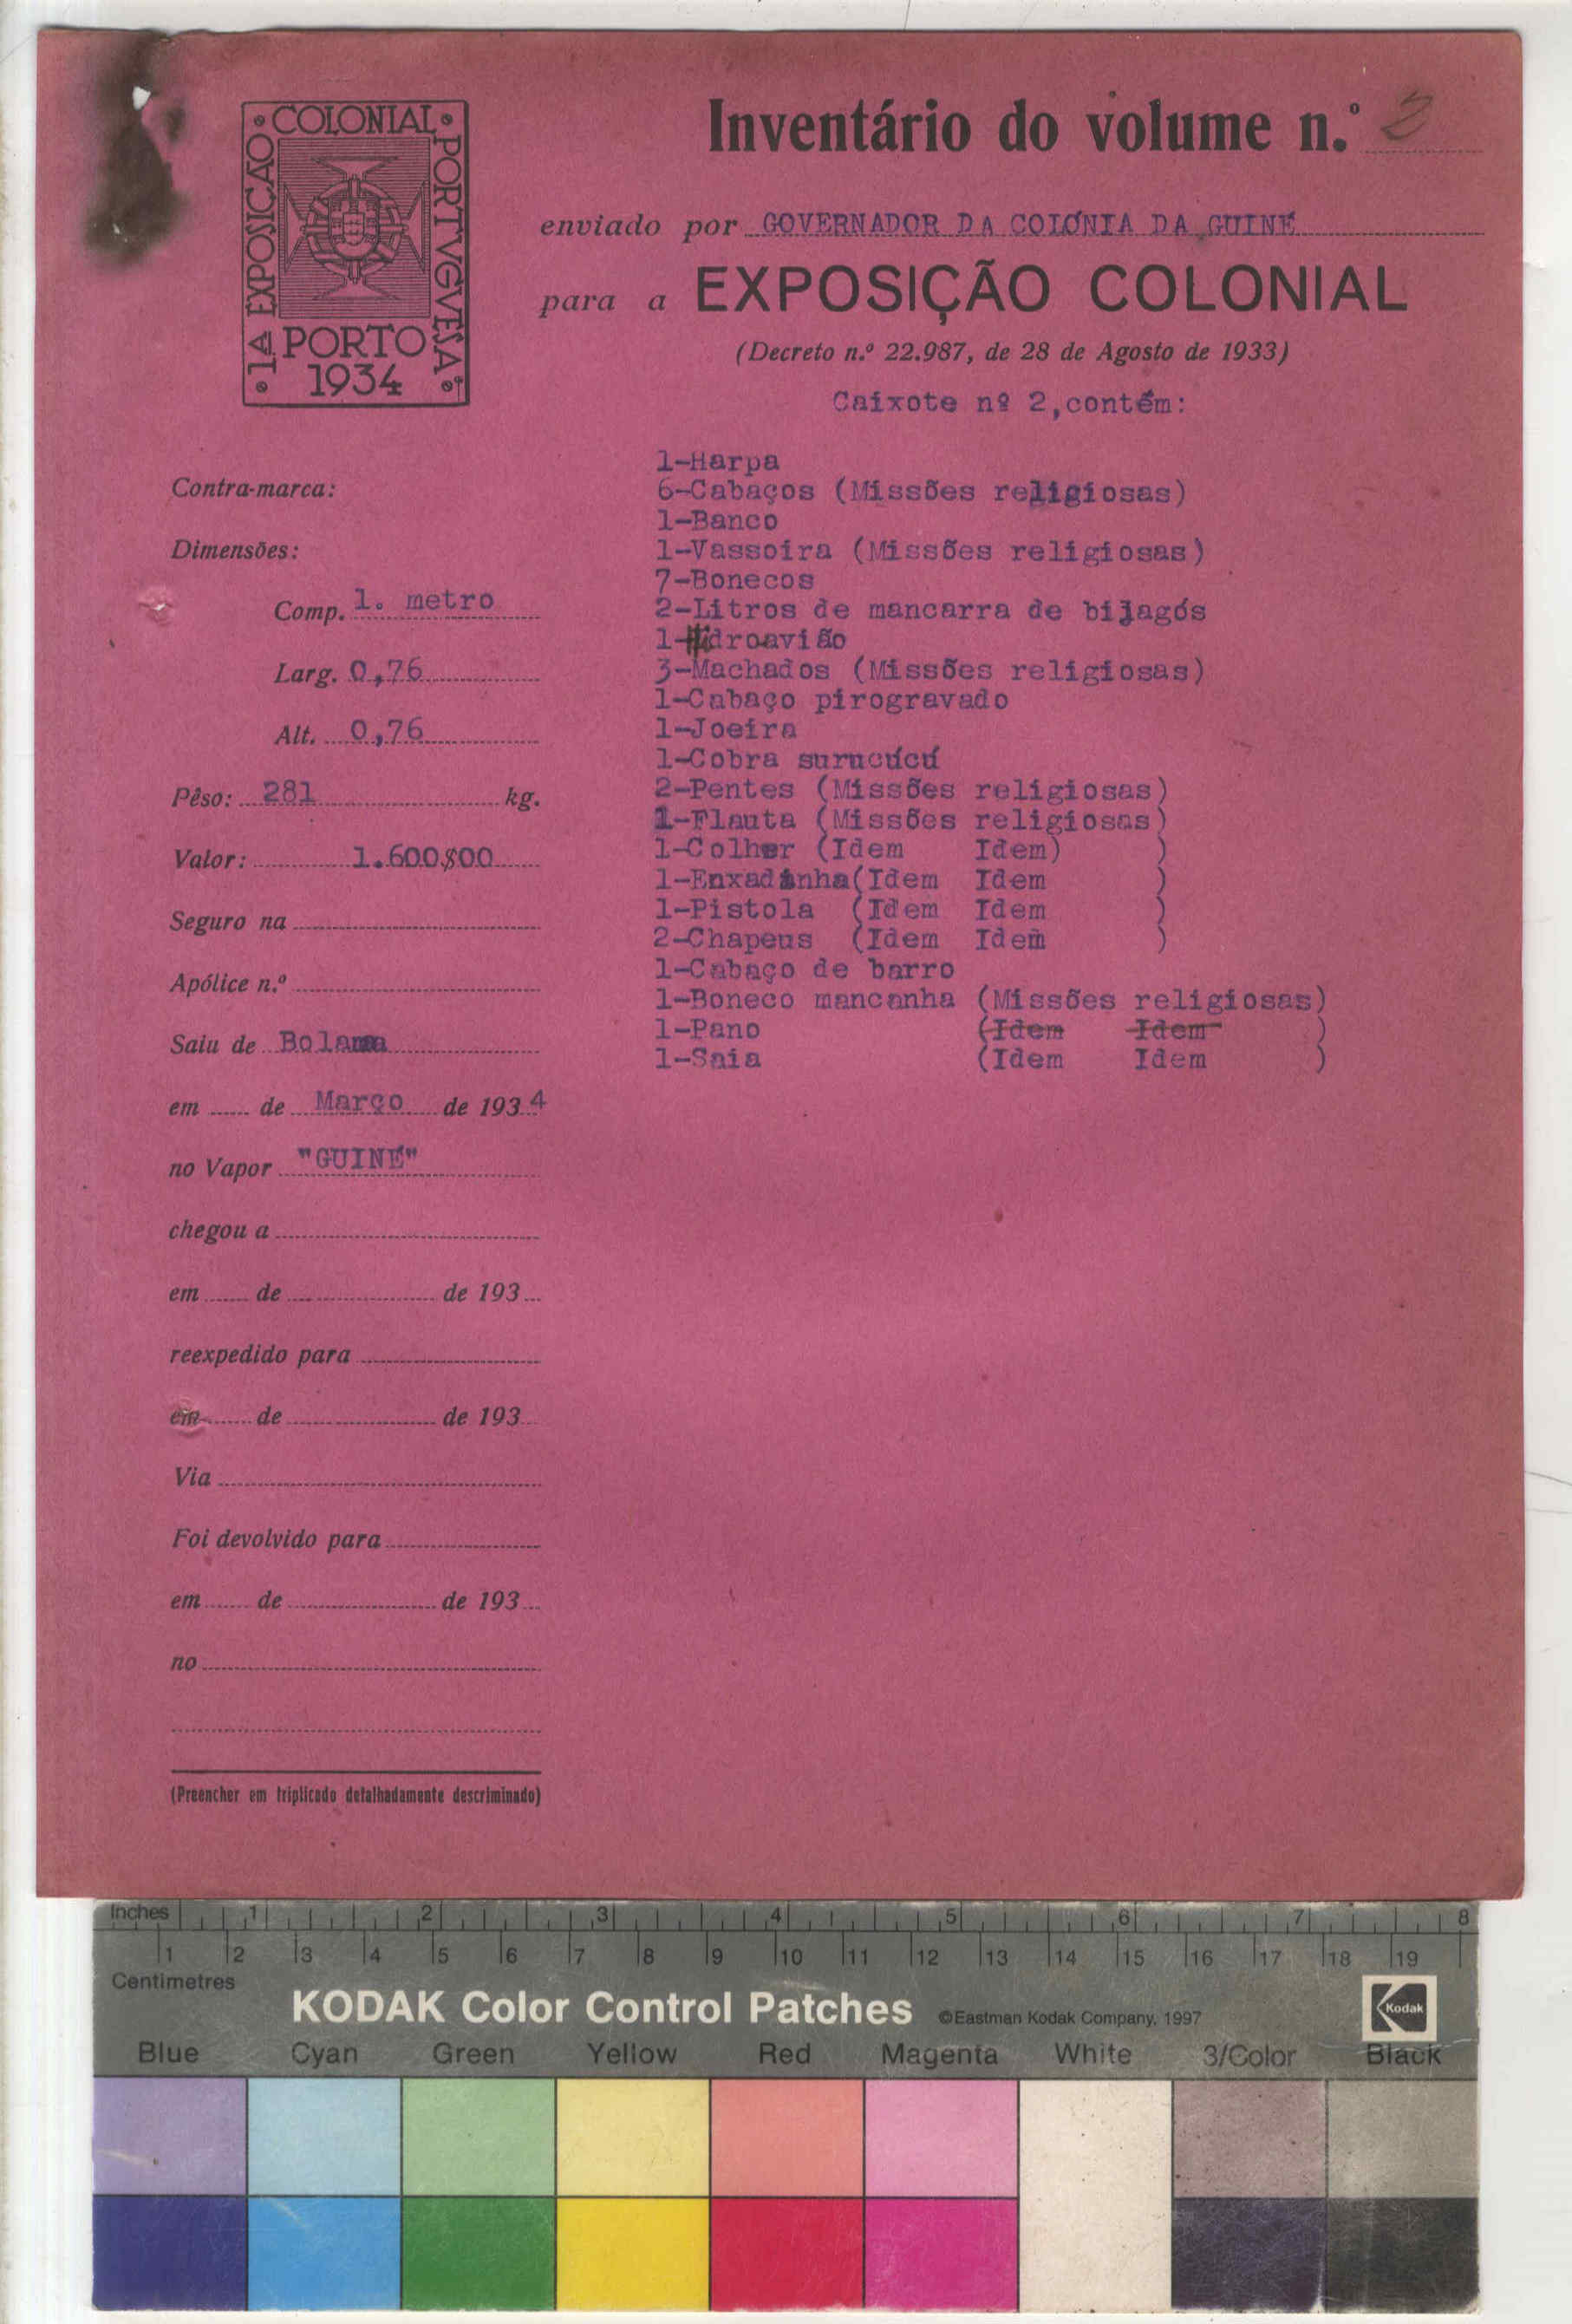 1ª EXPOSIÇÃO COLONIAL PORTVGVESA
PORTO
1934
Inventário do volume n.º 2
enviado por GOVERNADOR DA COLÓNIA DA GUINÉ
para a EXPOSIÇÃO COLONIAL
(Decreto n.º 22.987, de 28 de Agosto de 1933)
Caixote nº 2,contém:
Contra-marca:
Dimensões:
Comp. 1. metro
Larg. 0,76
Alt. 0,76
Pêso: 281 kg.
Valor: 1.600$00
Seguro na
Apólice n.º
Saiu de Bolama
em de Março de 1934
no Vapor "GUINÉ"
chegou a
em de de 193
reexpedido para
em de de 193
Via
Foi devolvido para
em de de 193
no
(Preencher em triplicado detalhadamente descriminado)
1-Harpa
6-Cabaços (Missões religiosas)
1-Banco
1-Vassoira (Missões religiosas)
7-Bonecos
2-Litros de mancarra de bijagós
1-Hidroavião
3-Machados (Missões religiosas)
1-Cabaço pirogravado
1-Joeira
1-Cobra surucúcú
2-Pentes (Missões religiosas)
1-Flauta (Missões religiosas)
1-Colher (Idem Idem) )
1-Enxadinha(Idem Idem )
1-Pistola (Idem Idem )
2-Chapeus (Idem Idem )
1-Cabaço de barro
1-Boneco mancanha (Missões religiosas)
1-Pano (Idem Idem )
1-Saia (Idem Idem )
Inches 1 2 3 4 5 6 7 8
1 2 3 4 5 6 7 8 9 10 11 12 13 14 15 16 17 18 19
Centimetres
KODAK Color Control Patches ©Eastman Kodak Company, 1997 Kodak
Blue Cyan Green Yellow Red Magenta White 3/Color Black